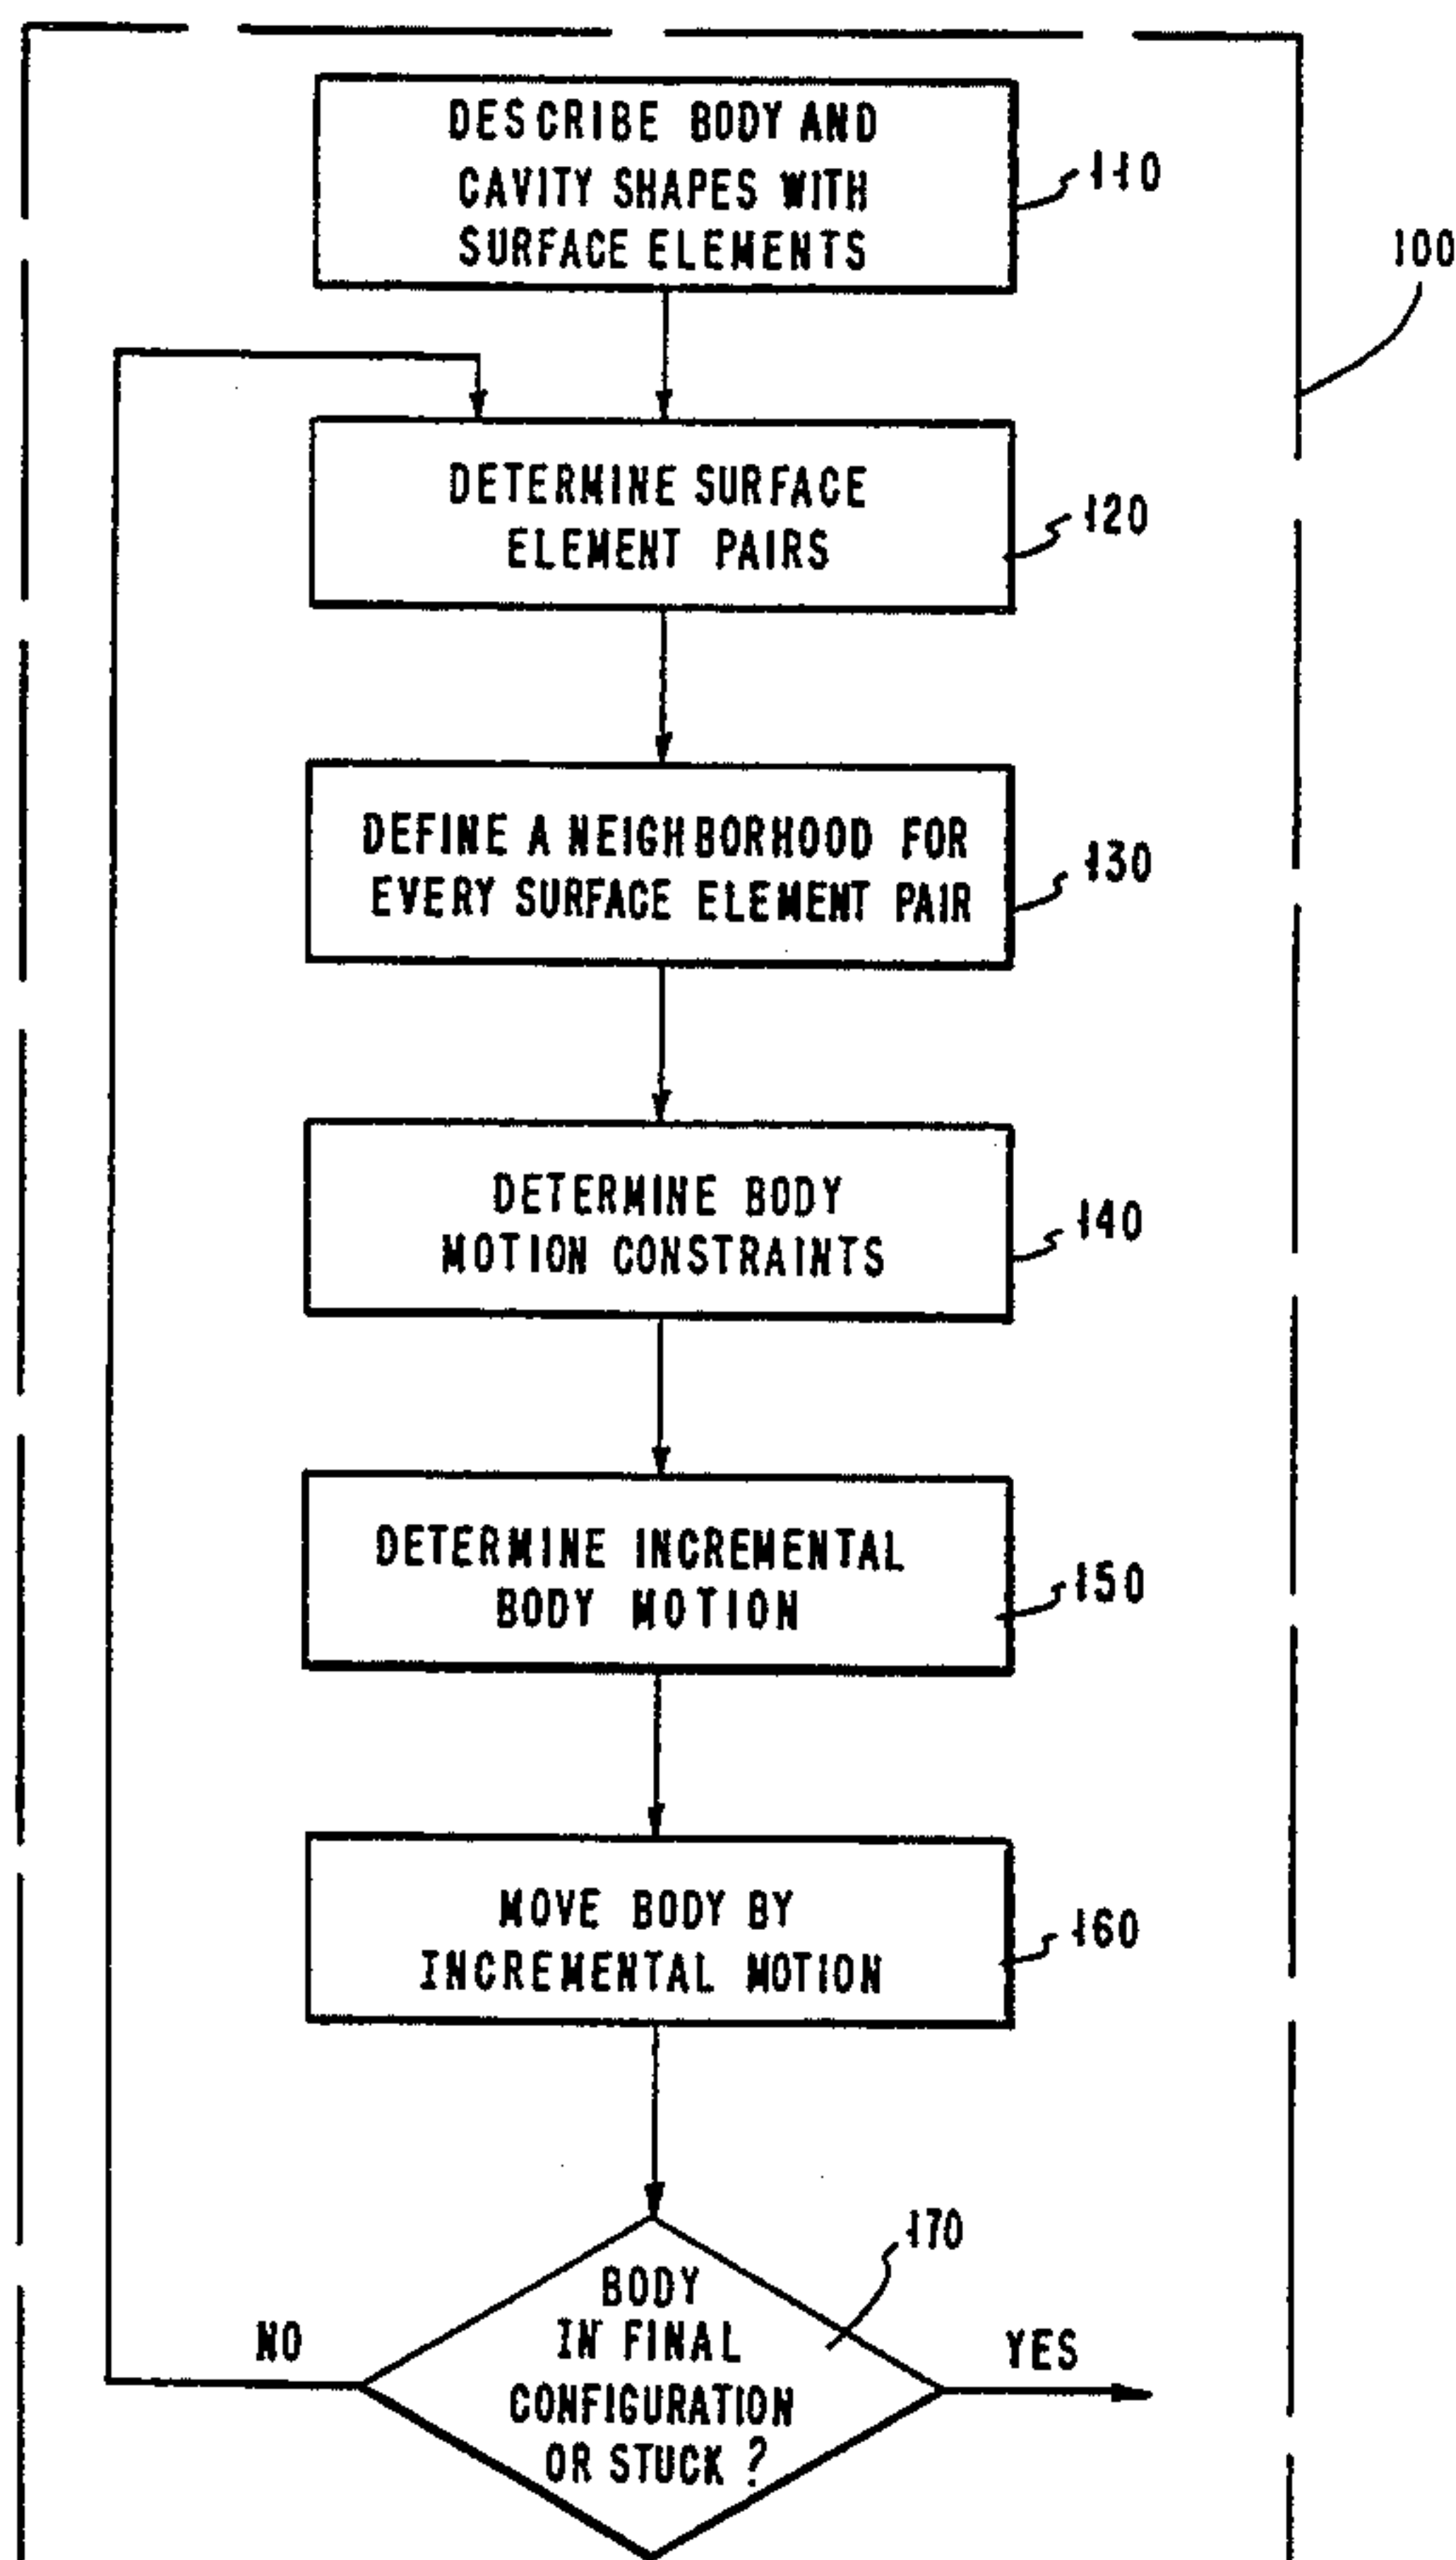 DESCRIBE BODY AND
CAVITY SHAPES WITH
SURFACE ELEMENTS
110
100
DETERMINE SURFACE
ELEMENT PAIRS
120
DEFINE A NEIGHBORHOOD FOR
EVERY SURFACE ELEMENT PAIR
130
DETERMINE BODY
MOTION CONSTRAINTS
140
DETERMINE INCREMENTAL
BODY MOTION
150
MOVE BODY BY
INCREMENTAL MOTION
160
170
BODY
IN FINAL
CONFIGURATION
OR STUCK ?
NO
YES